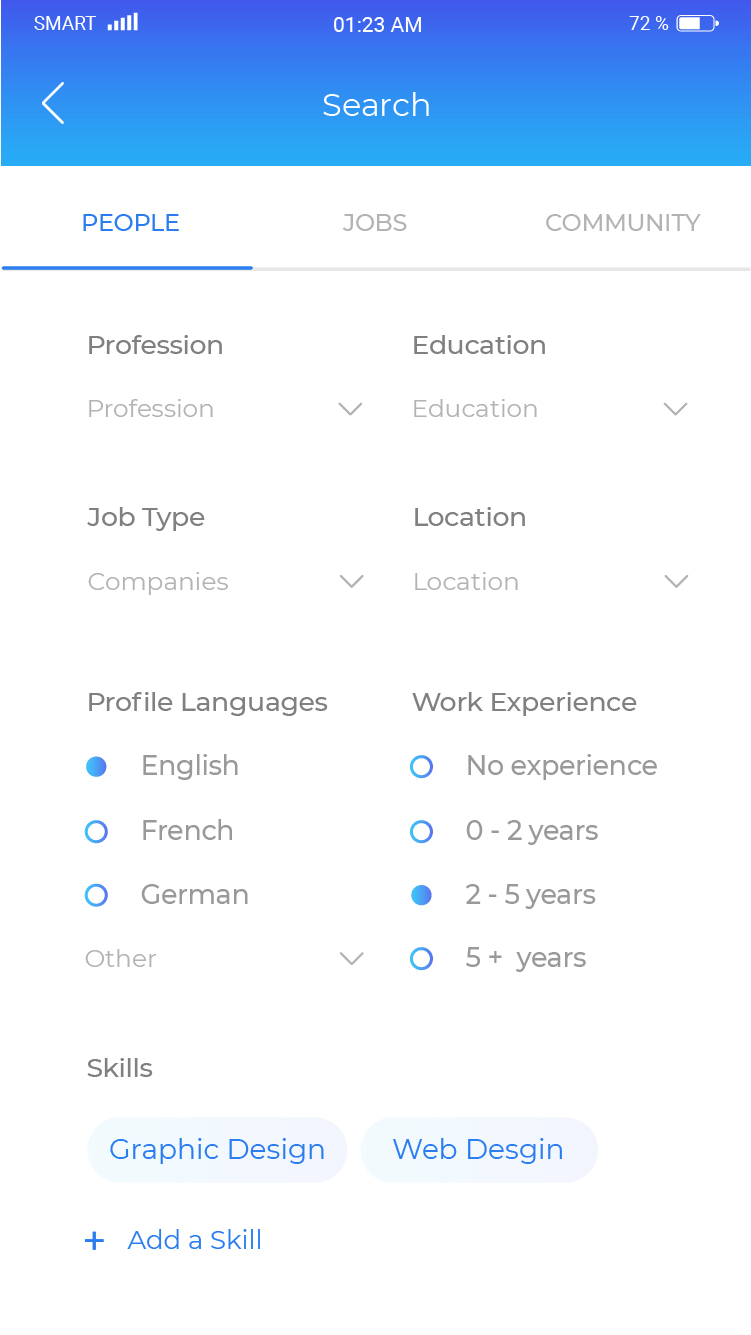 SMART 01:23 AM 72 %
Search
PEOPLE JOBS COMMUNITY
Profession Education
Profession Education
Job Type Location
Companies Location
Profile Languages Work Experience
English No experience
French 0 - 2 years
German 2 - 5 years
Other 5 + years
Skills
Graphic Design Web Desgin
+ Add a Skill